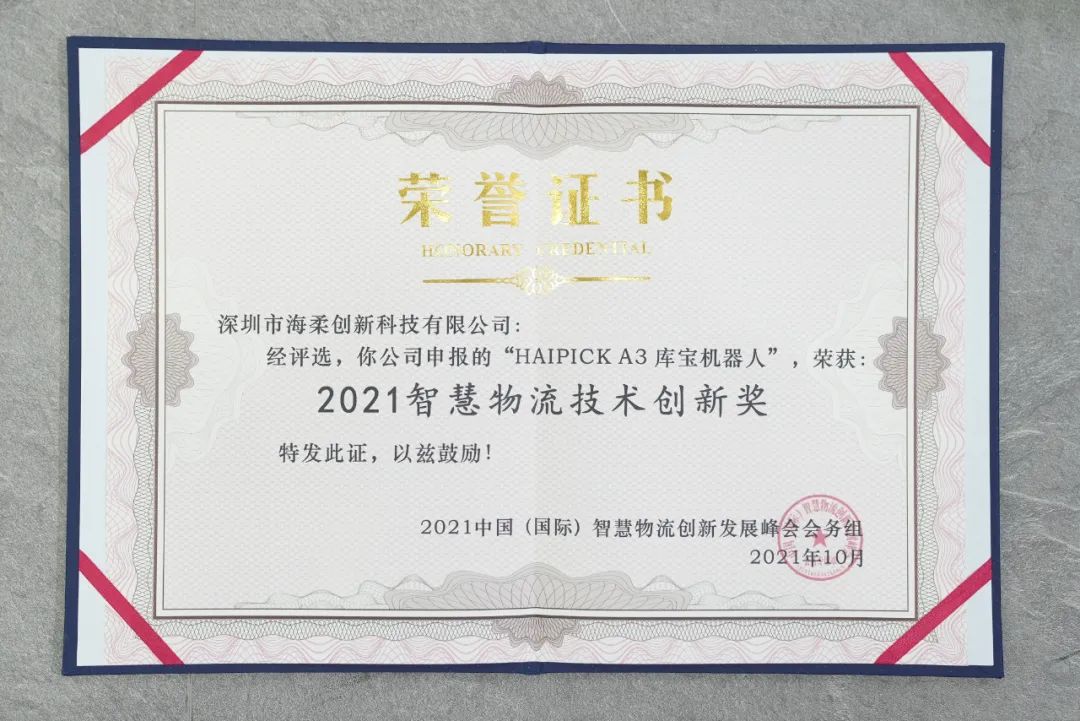 荣誉证书
HONORARY CREDENTIAL
深圳市海柔创新科技有限公司：
经评选，你公司申报的“HAIPICK A3 库宝机器人”，荣获：
2021智慧物流技术创新奖
特发此证，以兹鼓励！
2021中国（国际）智慧物流创新发展峰会会务组
2021年10月